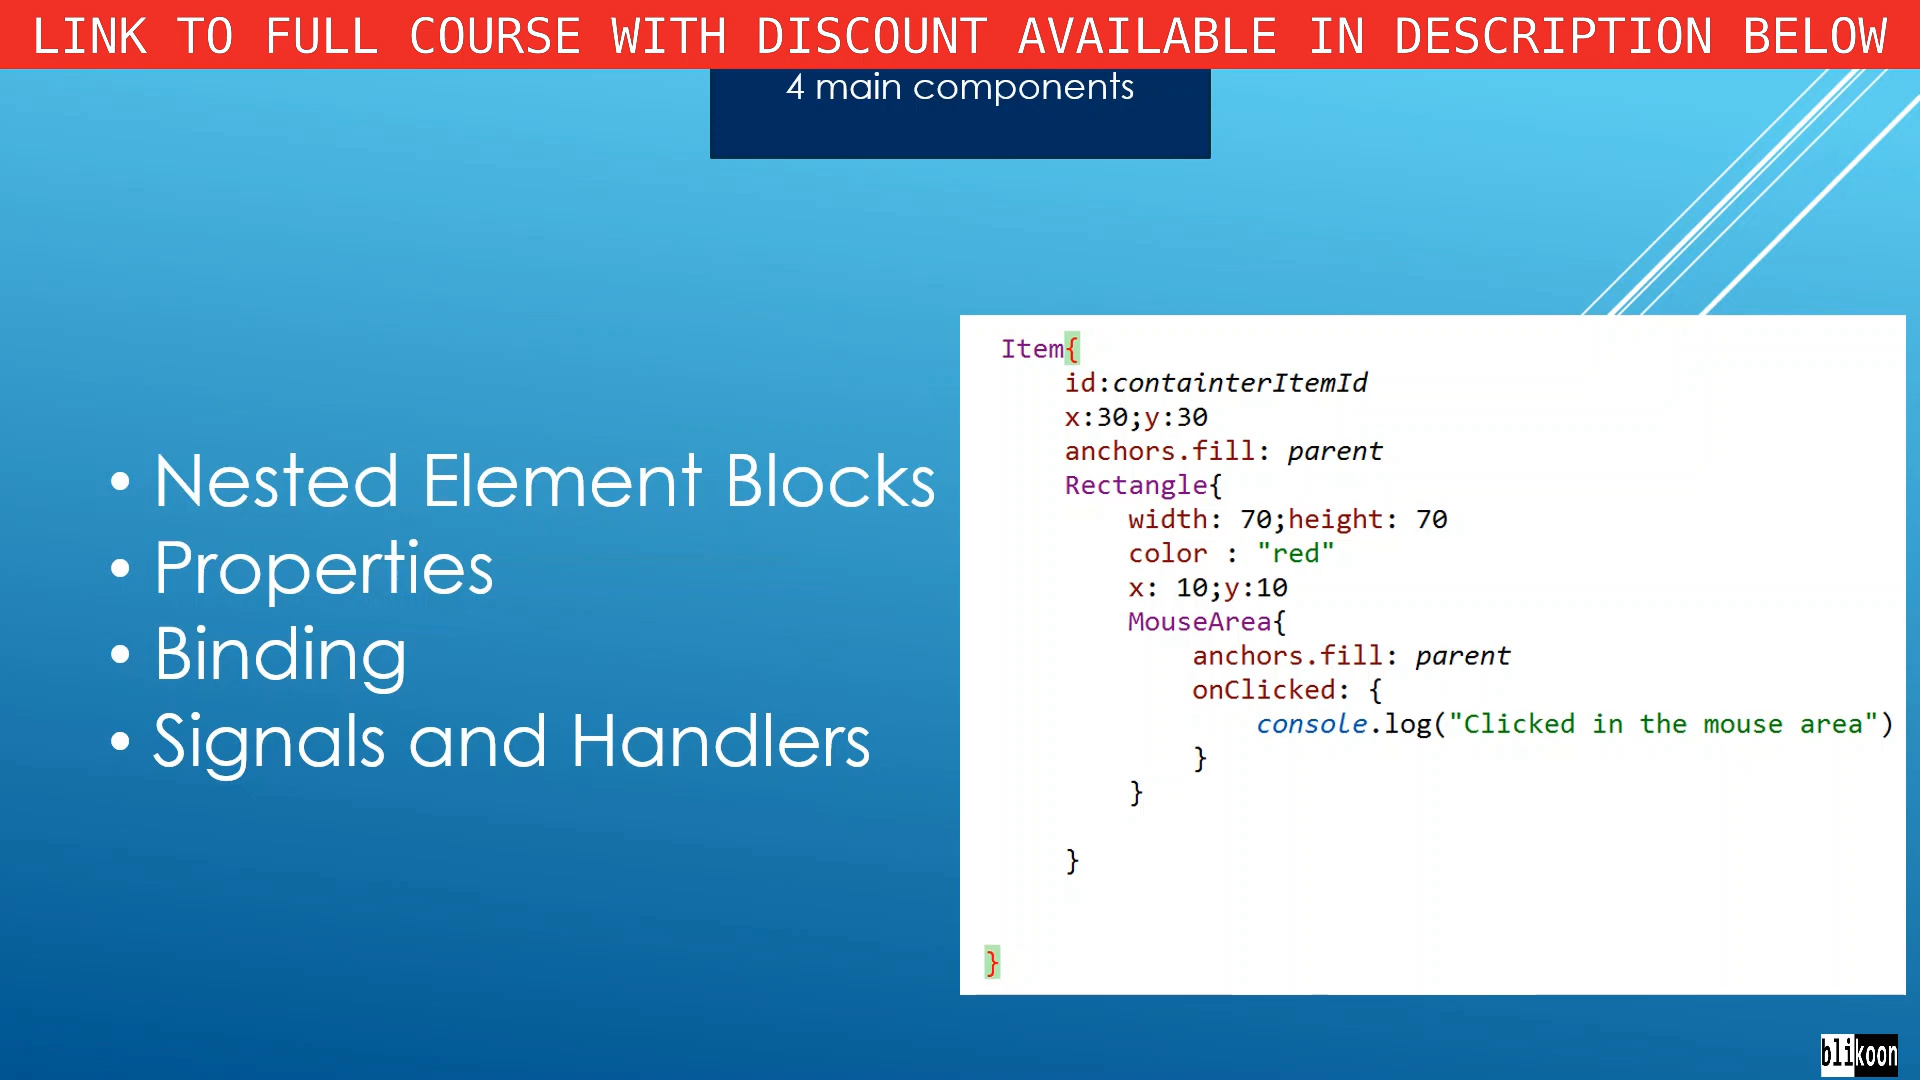 LINK TO FULL COURSE WITH DISCOUNT AVAILABLE IN DESCRIPTION BELOW
4 main components
• Nested Element Blocks
• Properties
• Binding
• Signals and Handlers
Item{
id:containterItemId
x:30;y:30
anchors.fill: parent
Rectangle{
width: 70;height: 70
color : "red"
x: 10;y:10
MouseArea{
anchors.fill: parent
onClicked: {
console.log("Clicked in the mouse area")
}
}
}
}
blikoon